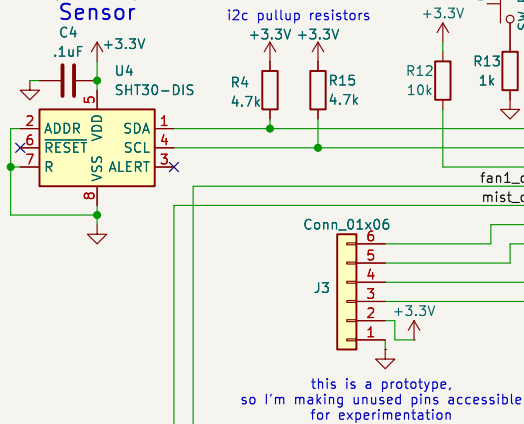 Sensor
i2c pullup resistors
C4
.1uF
+3.3V
+3.3V
+3.3V
+3.3V
U4
SHT30-DIS
R4
4.7k
R15
4.7k
R12
10k
R13
1k
5
2
ADDR
VDD
SDA
1
6
RESET
SCL
4
7
R
VSS
ALERT
3
8
fan1_
mist_
Conn_01x06
J3
6
5
4
3
2
1
+3.3V
this is a prototype,
so I'm making unused pins accessible
for experimentation